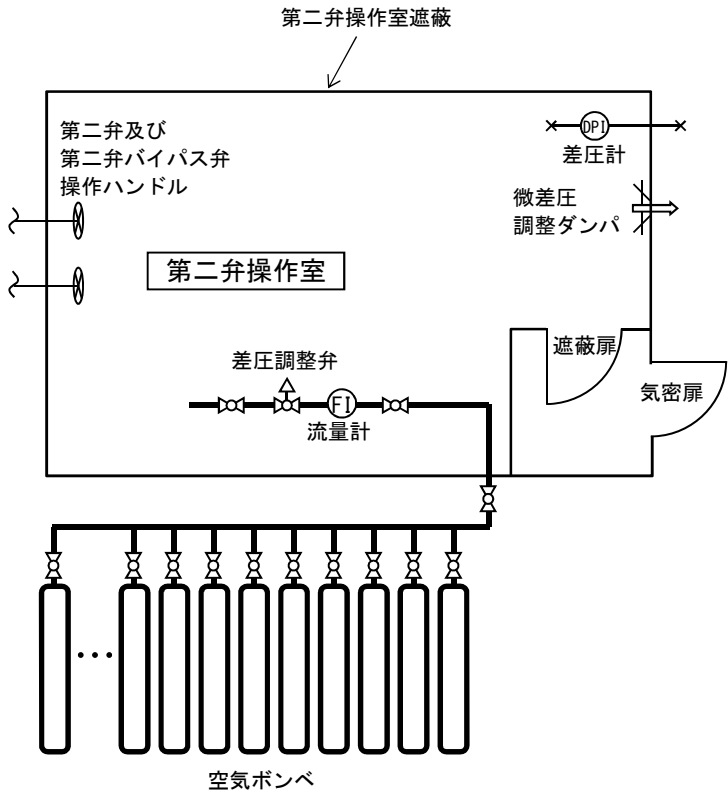 第二弁操作室遮蔽
第二弁及び
第二弁バイパス弁
操作ハンドル
DPI
差圧計
微差圧
調整ダンパ
第二弁操作室
遮蔽扉
気密扉
差圧調整弁
FI
流量計
空気ボンベ